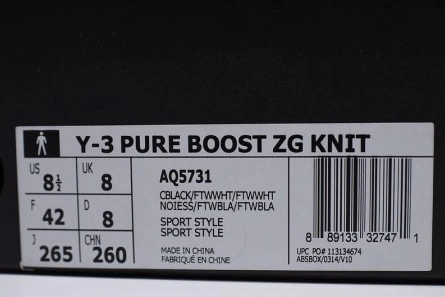 Y-3 PURE BOOST ZG KNIT
US 8½ UK 8
F 42 D 8
J 265 CHN 260
AQ5731
CBLACK/FTWWHT/FTWWHT
NOIESS/FTWBLA/FTWBLA
SPORT STYLE
SPORT STYLE
MADE IN CHINA
FABRIQUÉ EN CHINE
8 89133 32747 1
UPC PO# 113134674
ABSBOX/0314/V10